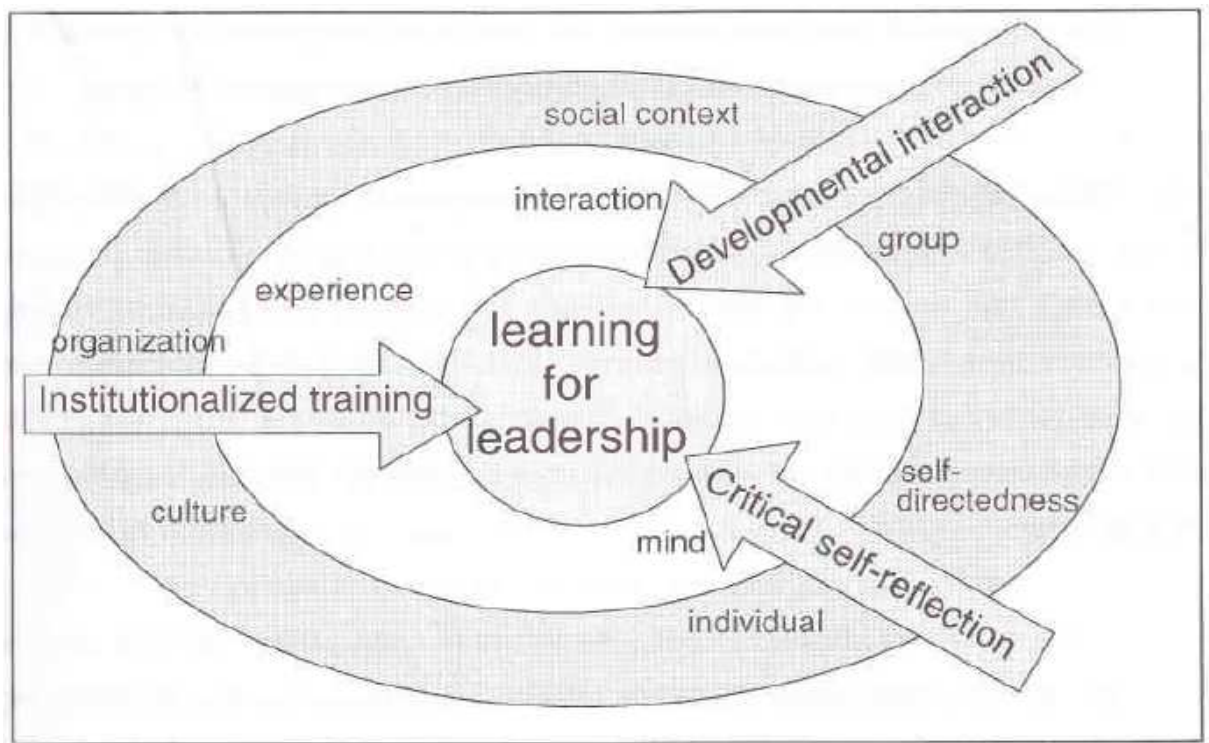 social context
Developmental interaction
interaction
group
experience
organization
Institutionalized training
learning
for
leadership
self-
directedness
Critical self-reflection
culture
mind
individual